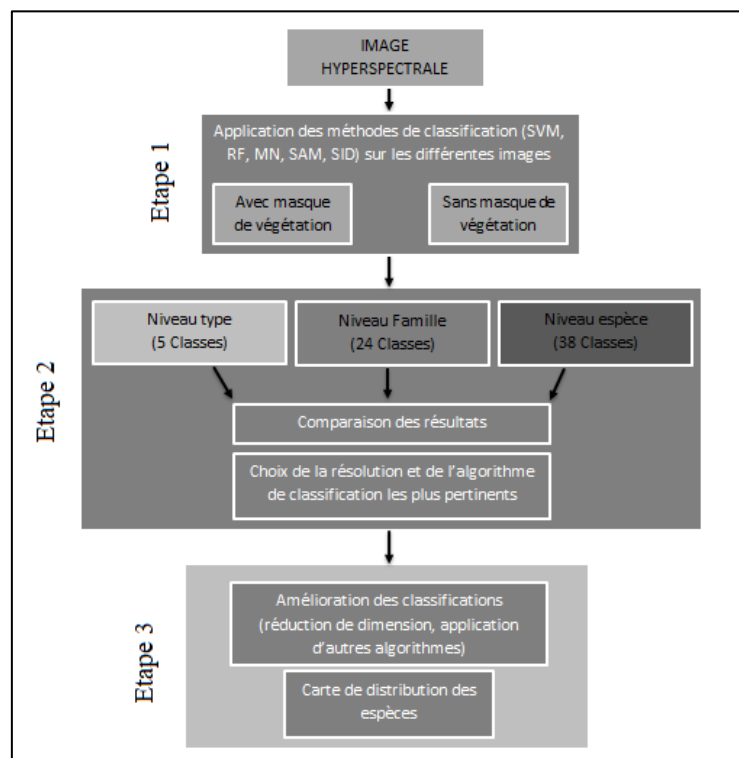 IMAGE
HYPERSPECTRALE
Etape 1
Application des méthodes de classification (SVM,
RF, MN, SAM, SID) sur les différentes images
Avec masque
de végétation
Sans masque de
végétation
Etape 2
Niveau type
(5 Classes)
Niveau Famille
(24 Classes)
Niveau espèce
(38 Classes)
Comparaison des résultats
Choix de la résolution et de l'algorithme
de classification les plus pertinents
Etape 3
Amélioration des classifications
(réduction de dimension, application
d'autres algorithmes)
Carte de distribution des
espèces